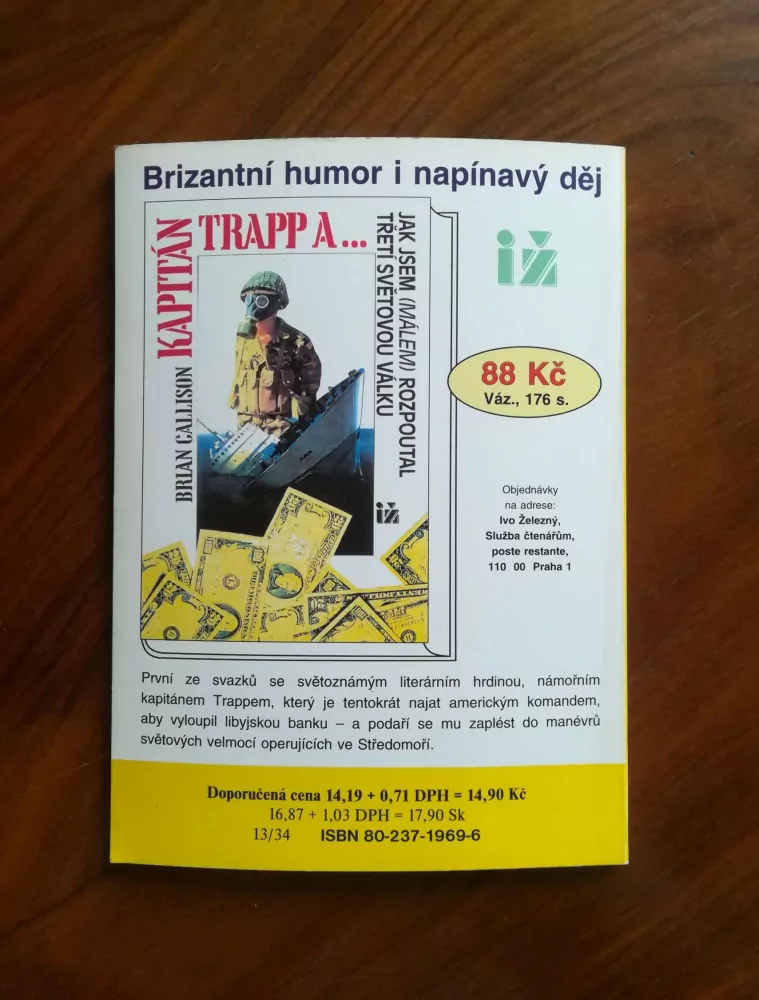 Brizantní humor i napínavý děj
BRIAN CALLISON
KAPITÁN
TRAPP A...
JAK JSEM (MÁLEM) ROZPOUTAL
TŘETÍ SVĚTOVOU VÁLKU
iž
iž
88 Kč
Váz., 176 s.
Objednávky
na adrese:
Ivo Železný,
Služba čtenářům,
poste restante,
110 00 Praha 1
První ze svazků se světoznámým literárním hrdinou, námořním
kapitánem Trappem, který je tentokrát najat americkým komandem,
aby vyloupil libyjskou banku – a podaří se mu zaplést do manévrů
světových velmocí operujících ve Středomoří.
Doporučená cena 14,19 + 0,71 DPH = 14,90 Kč
16,87 + 1,03 DPH = 17,90 Sk
13/34 ISBN 80-237-1969-6